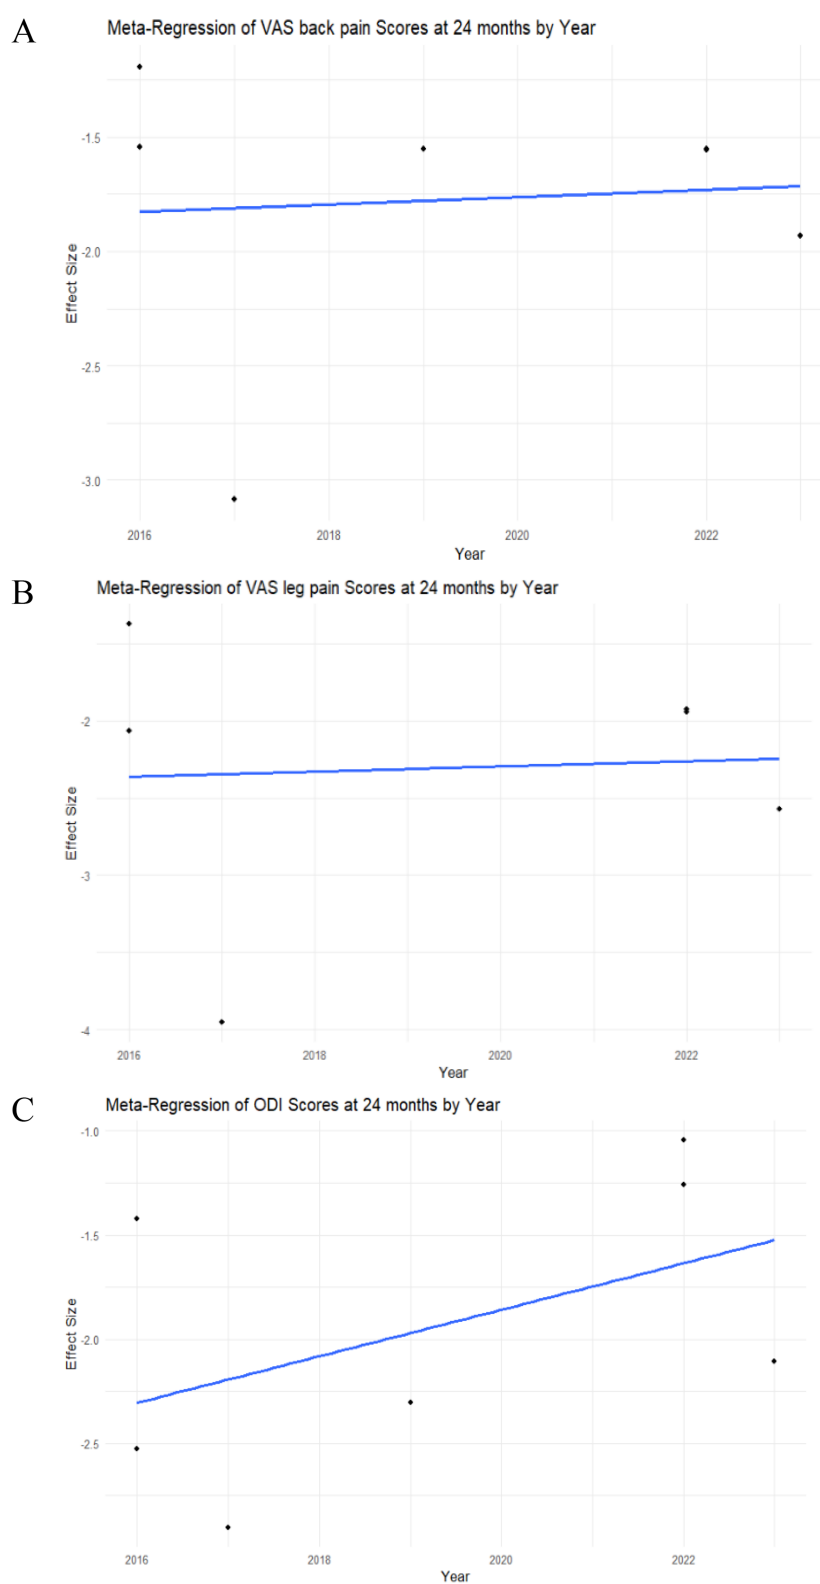 A
Meta-Regression of VAS back pain Scores at 24 months by Year
-1.5
-2.0
-2.5
-3.0
Effect Size
2016 2018 2020 2022
Year
B
Meta-Regression of VAS leg pain Scores at 24 months by Year
-2
-3
-4
Effect Size
2016 2018 2020 2022
Year
C
Meta-Regression of ODI Scores at 24 months by Year
-1.0
-1.5
-2.0
-2.5
Effect Size
2016 2018 2020 2022
Year